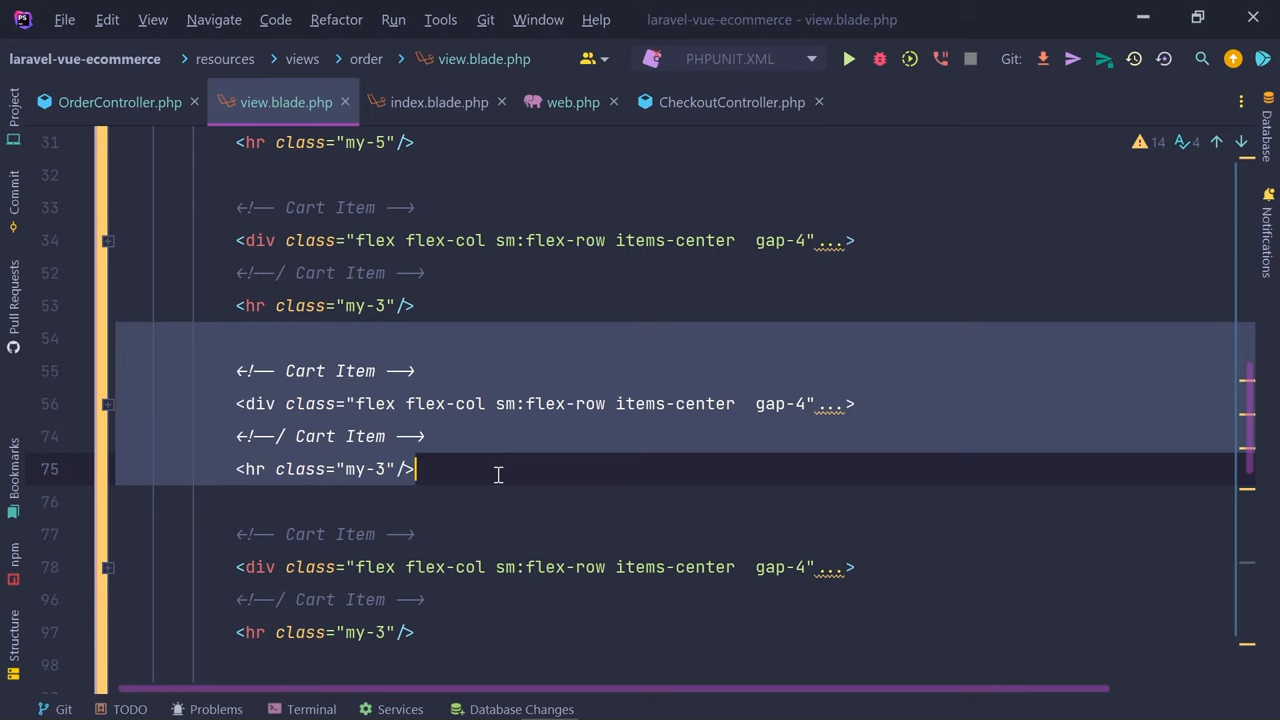 PS File Edit View Navigate Code Refactor Run Tools Git Window Help laravel-vue-ecommerce - view.blade.php
laravel-vue-ecommerce resources views order view.blade.php PHPUNIT.XML Git:
OrderController.php view.blade.php index.blade.php web.php CheckoutController.php
Project
Commit
Pull Requests
Bookmarks
npm
Structure
31 <hr class="my-5"/>
32
33 <!-- Cart Item -->
34 <div class="flex flex-col sm:flex-row items-center  gap-4"...>
52 <!--/ Cart Item -->
53 <hr class="my-3"/>
54
55 <!-- Cart Item -->
56 <div class="flex flex-col sm:flex-row items-center  gap-4"...>
74 <!--/ Cart Item -->
75 <hr class="my-3"/>
76
77 <!-- Cart Item -->
78 <div class="flex flex-col sm:flex-row items-center  gap-4"...>
96 <!--/ Cart Item -->
97 <hr class="my-3"/>
98
14 4
Database
Notifications
Git TODO Problems Terminal Services Database Changes